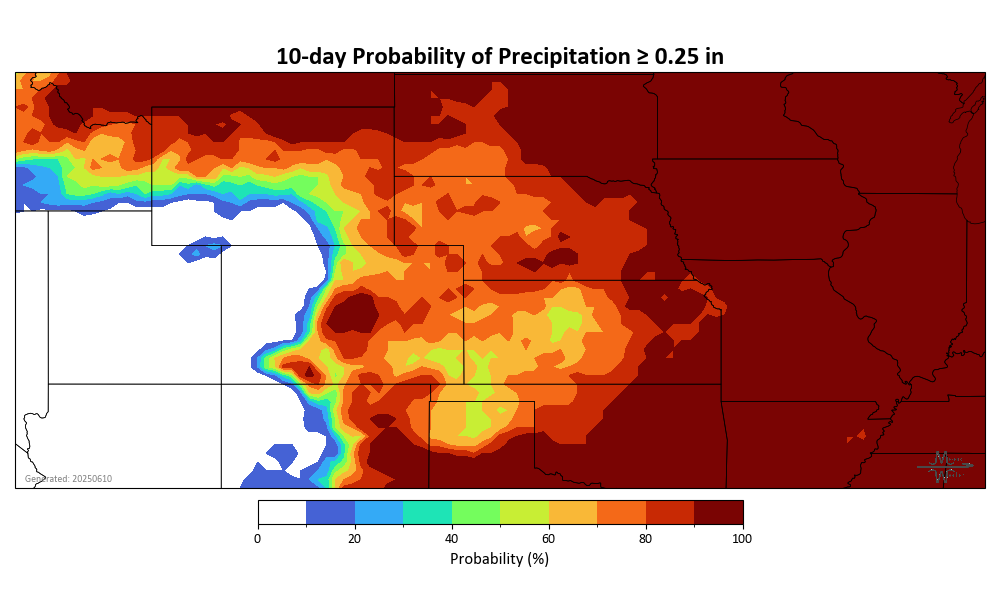 10-day Probability of Precipitation ≥ 0.25 in
Generated: 20250610
0 20 40 60 80 100
Probability (%)